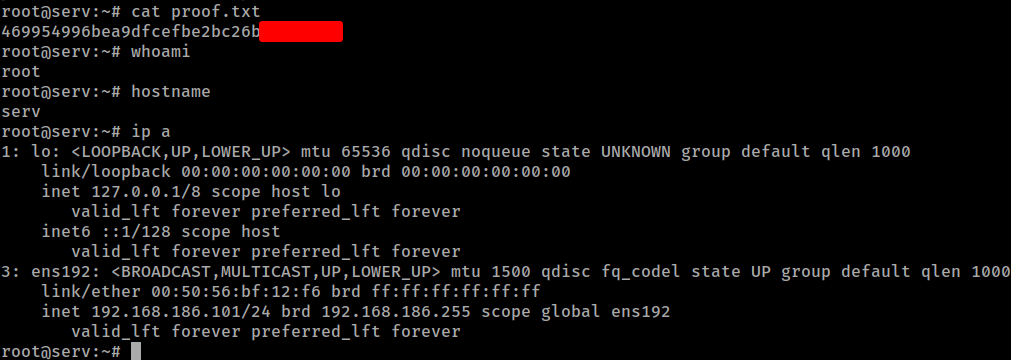 root@serv:~# cat proof.txt
469954996bea9dfcefbe2bc26b
root@serv:~# whoami
root
root@serv:~# hostname
serv
root@serv:~# ip a
1: lo: <LOOPBACK,UP,LOWER_UP> mtu 65536 qdisc noqueue state UNKNOWN group default qlen 1000
    link/loopback 00:00:00:00:00:00 brd 00:00:00:00:00:00
    inet 127.0.0.1/8 scope host lo
       valid_lft forever preferred_lft forever
    inet6 ::1/128 scope host
       valid_lft forever preferred_lft forever
3: ens192: <BROADCAST,MULTICAST,UP,LOWER_UP> mtu 1500 qdisc fq_codel state UP group default qlen 1000
    link/ether 00:50:56:bf:12:f6 brd ff:ff:ff:ff:ff:ff
    inet 192.168.186.101/24 brd 192.168.186.255 scope global ens192
       valid_lft forever preferred_lft forever
root@serv:~#